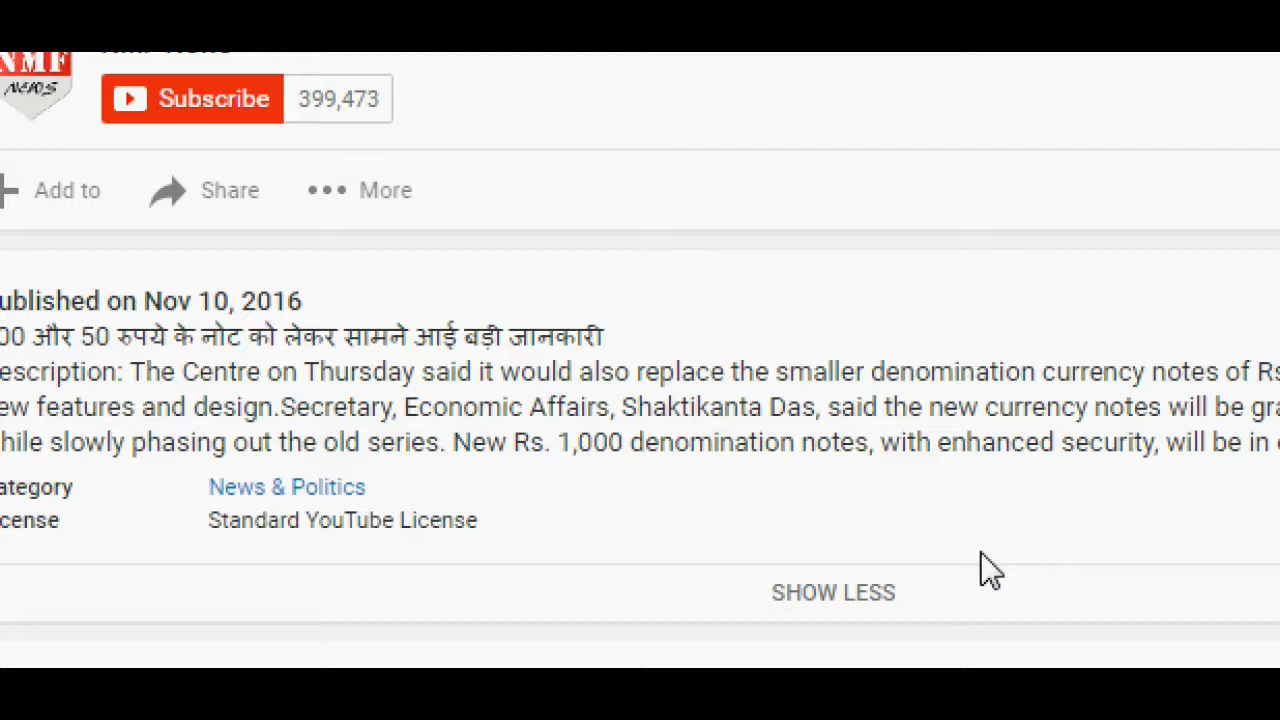 NMF
NEWS
Subscribe 399,473
Add to Share More
ublished on Nov 10, 2016
00 और 50 रुपये के नोट को लेकर सामने आई बड़ी जानकारी
escription: The Centre on Thursday said it would also replace the smaller denomination currency notes of Rs
ew features and design.Secretary, Economic Affairs, Shaktikanta Das, said the new currency notes will be gra
hile slowly phasing out the old series. New Rs. 1,000 denomination notes, with enhanced security, will be in
ategory News & Politics
cense Standard YouTube License
SHOW LESS